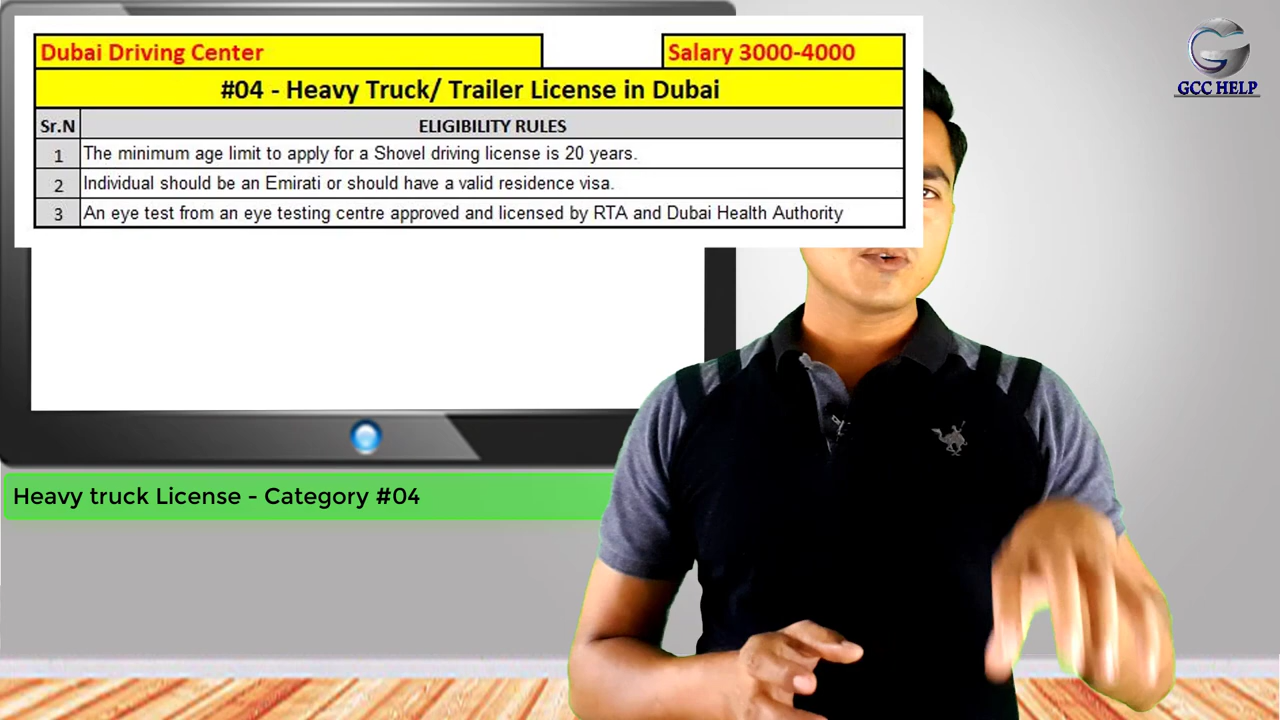 Dubai Driving Center
Salary 3000-4000
#04 - Heavy Truck/ Trailer License in Dubai
Sr.N ELIGIBILITY RULES
1 The minimum age limit to apply for a Shovel driving license is 20 years.
2 Individual should be an Emirati or should have a valid residence visa.
3 An eye test from an eye testing centre approved and licensed by RTA and Dubai Health Authority
GCC HELP
Heavy truck License - Category #04